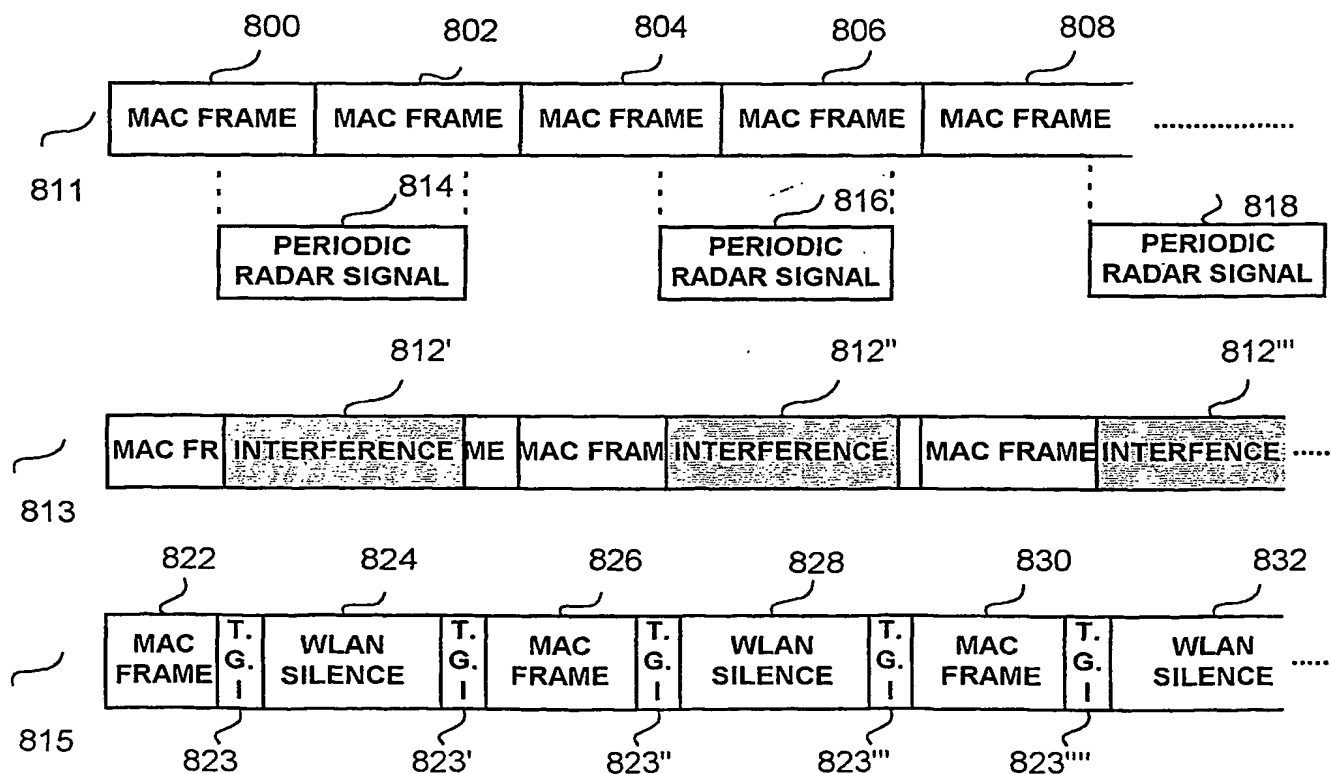 800 802 804 806 808
MAC FRAME MAC FRAME MAC FRAME MAC FRAME MAC FRAME ..................
811
814 816 818
PERIODIC RADAR SIGNAL PERIODIC RADAR SIGNAL PERIODIC RADAR SIGNAL
812' 812" 812'''
MAC FR INTERFERENCE ME MAC FRAM INTERFERENCE MAC FRAME INTERFENCE .....
813
822 824 826 828 830 832
MAC FRAME T.G.I WLAN SILENCE T.G.I MAC FRAME T.G.I WLAN SILENCE T.G.I MAC FRAME T.G.I WLAN SILENCE .....
815
823 823' 823" 823''' 823''''